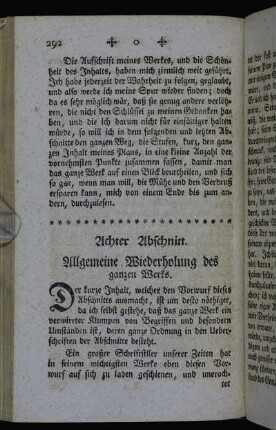 292
Die Aufschrift meines Werkes, und die Schön-
heit des Inhalts, haben mich ziemlich weit geführt.
Ich habe jederzeit der Wahrheit zu folgen, geglaubt,
und also werde ich meine Spur wieder finden; doch
da es sehr möglich wär, daß sie genug andere verlöh-
ren, die nicht den Schlüssel zu meinen Gedanken ha-
ben, und die ich darum nicht für einfältiger halten
würde, so will ich in dem folgenden und letzten Ab-
schnitte den ganzen Weg, die Stufen, kurz, den gan-
zen Inhalt meines Plans, in eine kleine Anzahl der
vornehmsten Punkte zusammen fassen, damit man
das ganze Werk auf einen Blick beurtheilen, und sich
so gar, wenn man will, die Mühe und den Verdruß
ersparen kann, mich von einem Ende bis zum an-
dern, durchzulesen.
Achter Abschnitt.
Allgemeine Wiederholung des
ganzen Werks.
Der kurze Inhalt, welcher den Vorwurf dieses
Abschnitts ausmacht, ist um desto nöthiger,
da ich selbst gestehe, daß das ganze Werk ein
verwirrter Klumpen von Begriffen und besondern
Umständen ist, deren ganze Ordnung in den Ueber-
schriften der Abschnitte besteht.
Ein großer Schriftsteller unserer Zeiten hat
in seinem wichtigsten Werke eben diesen Vor-
wurf auf sich zu laden geschienen, und unerach-
tet